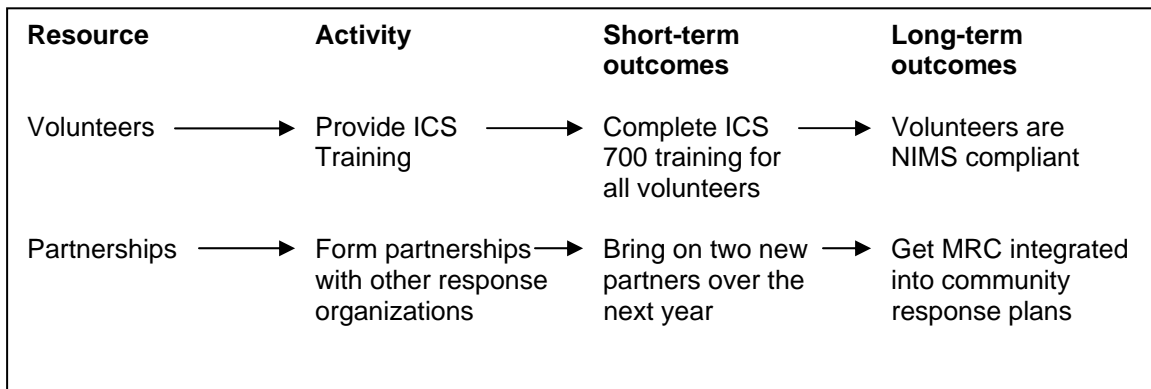 Resource Activity Short-term outcomes Long-term outcomes
Volunteers Provide ICS Training Complete ICS 700 training for all volunteers Volunteers are NIMS compliant
Partnerships Form partnerships with other response organizations Bring on two new partners over the next year Get MRC integrated into community response plans